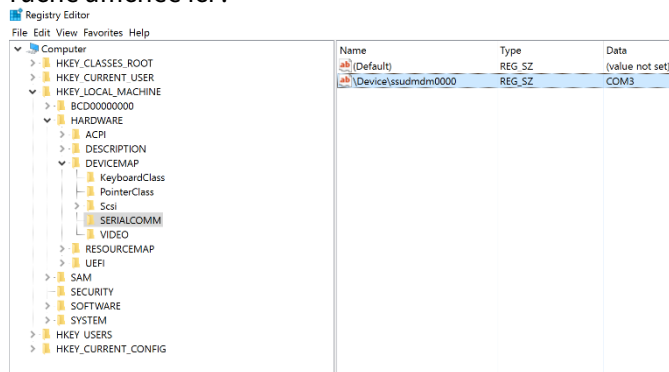 Registry Editor
File Edit View Favorites Help
Computer
HKEY_CLASSES_ROOT
HKEY_CURRENT_USER
HKEY_LOCAL_MACHINE
BCD00000000
HARDWARE
ACPI
DESCRIPTION
DEVICEMAP
KeyboardClass
PointerClass
Scsi
SERIALCOMM
VIDEO
RESOURCEMAP
UEFI
SAM
SECURITY
SOFTWARE
SYSTEM
HKEY_USERS
HKEY_CURRENT_CONFIG
Name Type Data
(Default) REG_SZ (value not set)
\Device\ssudmdm0000 REG_SZ COM3